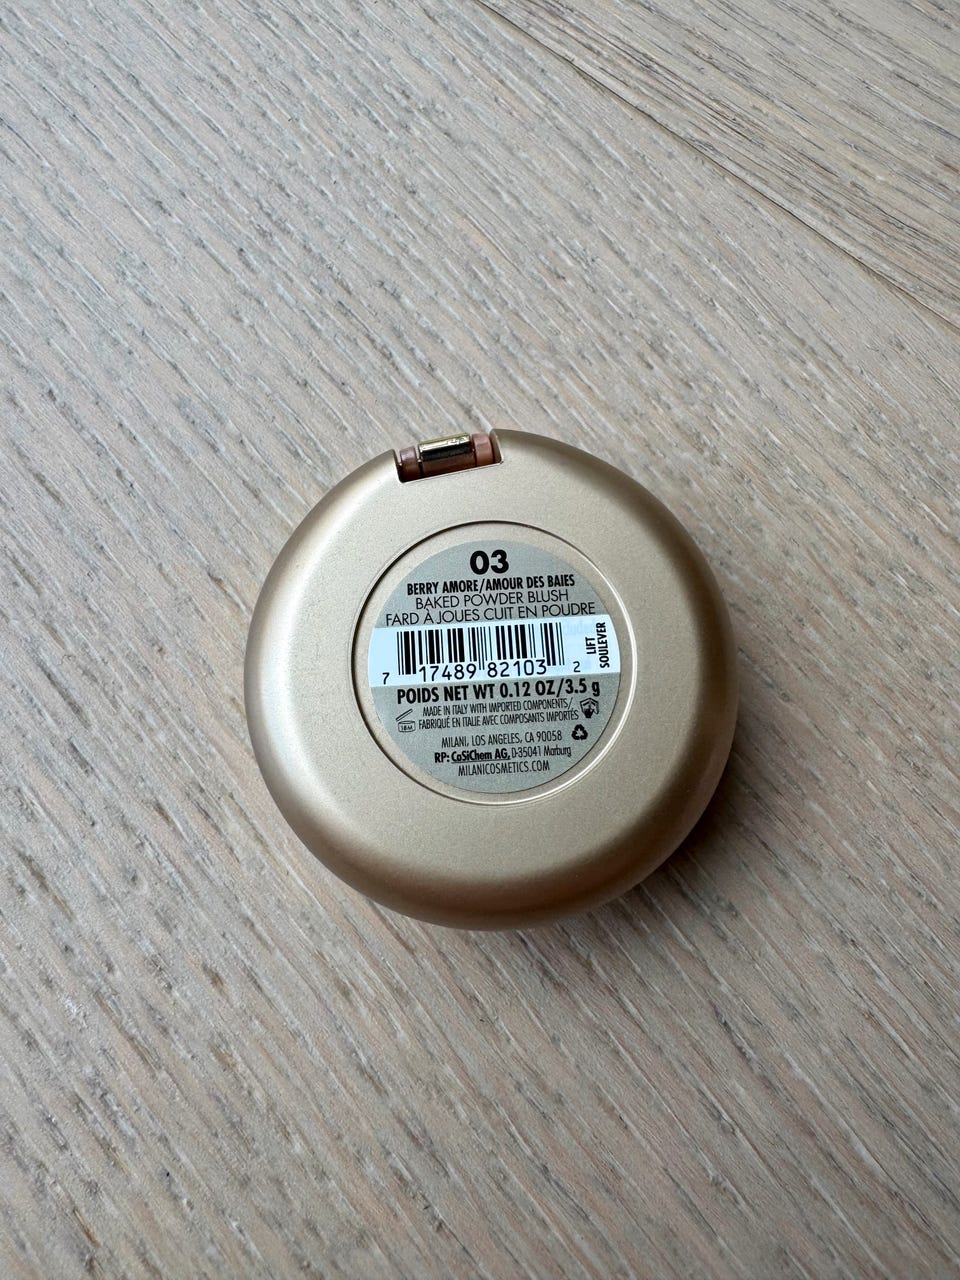 03
BERRY AMORE/AMOUR DES BAIES
BAKED POWDER BLUSH
FARD À JOUES CUIT EN POUDRE
7 17489 82103 2
LIFT
SOULEVER
POIDS NET WT 0.12 OZ/3.5 g
MADE IN ITALY WITH IMPORTED COMPONENTS/
FABRIQUÉ EN ITALIE AVEC COMPOSANTS IMPORTÉS
18M
MILANI, LOS ANGELES, CA 90058
RP: CoSiChem AG, D-35041 Marburg
MILANICOSMETICS.COM